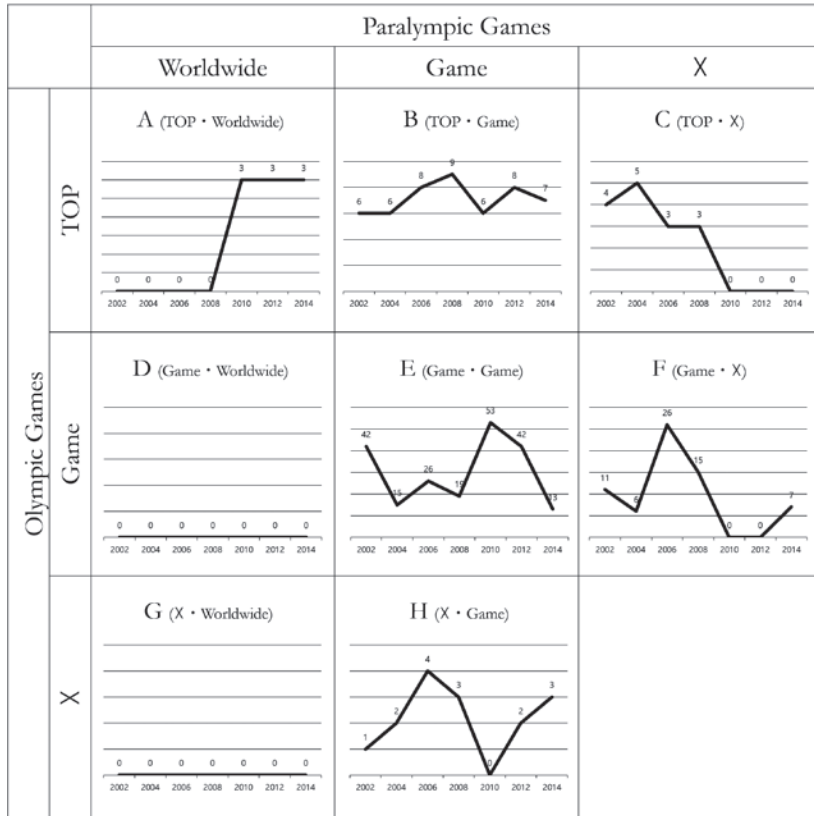 Paralympic Games
Worldwide
Game
X
Olympic Games
TOP
A (TOP・Worldwide)
0 0 0 0 3 3 3
2002 2004 2006 2008 2010 2012 2014
B (TOP・Game)
6 6 8 9 6 8 7
2002 2004 2006 2008 2010 2012 2014
C (TOP・X)
4 5 3 3 0 0 0
2002 2004 2006 2008 2010 2012 2014
Game
D (Game・Worldwide)
0 0 0 0 0 0 0
2002 2004 2006 2008 2010 2012 2014
E (Game・Game)
42 15 26 19 53 42 13
2002 2004 2006 2008 2010 2012 2014
F (Game・X)
11 6 26 15 0 0 7
2002 2004 2006 2008 2010 2012 2014
X
G (X・Worldwide)
0 0 0 0 0 0 0
2002 2004 2006 2008 2010 2012 2014
H (X・Game)
1 2 4 3 0 2 3
2002 2004 2006 2008 2010 2012 2014